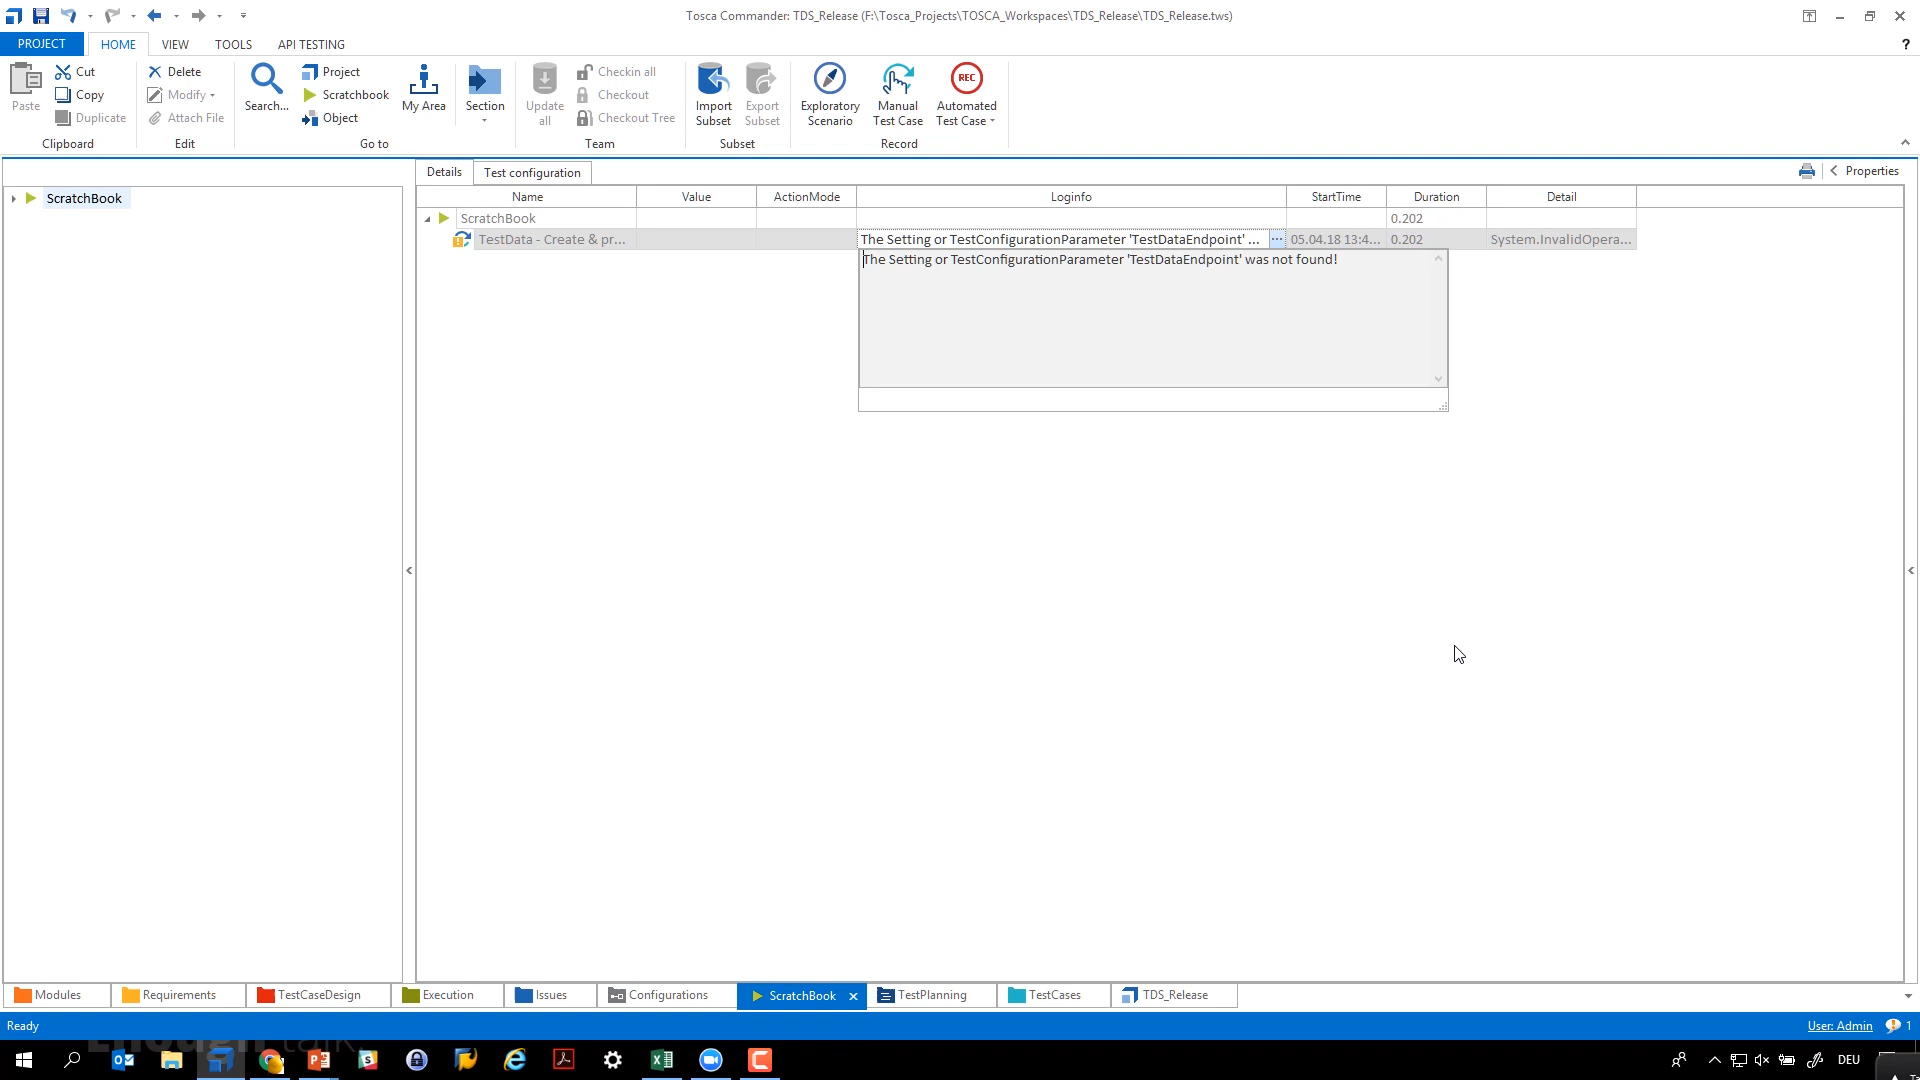 Tosca Commander: TDS_Release (F:\Tosca_Projects\TOSCA_Workspaces\TDS_Release\TDS_Release.tws)
PROJECT HOME VIEW TOOLS API TESTING ?
Paste
Cut
Copy
Duplicate
Clipboard
Delete
Modify
Attach File
Edit
Search...
Project
Scratchbook
Object
My Area
Section
Go to
Update all
Checkin all
Checkout
Checkout Tree
Team
Import Subset
Export Subset
Subset
Exploratory Scenario
Manual Test Case
REC
Automated Test Case
Record
Details Test configuration Properties
ScratchBook
Name Value ActionMode Loginfo StartTime Duration Detail
ScratchBook 0.202
TestData - Create & pr... The Setting or TestConfigurationParameter 'TestDataEndpoint' ... ... 05.04.18 13:4... 0.202 System.InvalidOpera...
The Setting or TestConfigurationParameter 'TestDataEndpoint' was not found!
Modules Requirements TestCaseDesign Execution Issues Configurations ScratchBook TestPlanning TestCases TDS_Release
Ready User: Admin 1
DEU